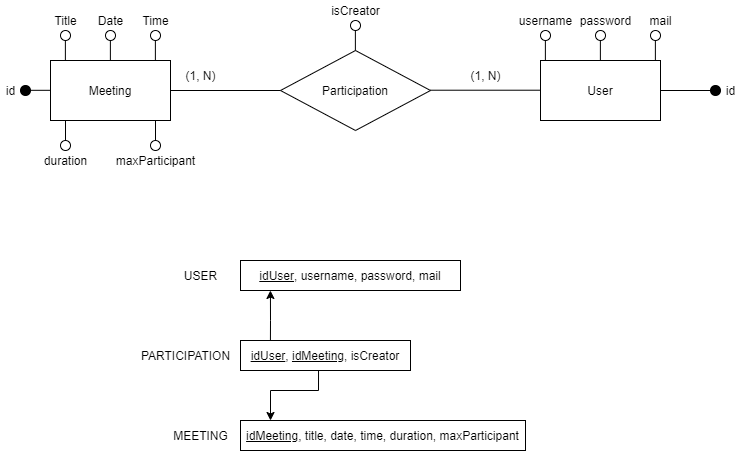 isCreator
Title Date Time
username password mail
id Meeting (1, N) Participation (1, N) User id
duration maxParticipant
USER idUser, username, password, mail
PARTICIPATION idUser, idMeeting, isCreator
MEETING idMeeting, title, date, time, duration, maxParticipant